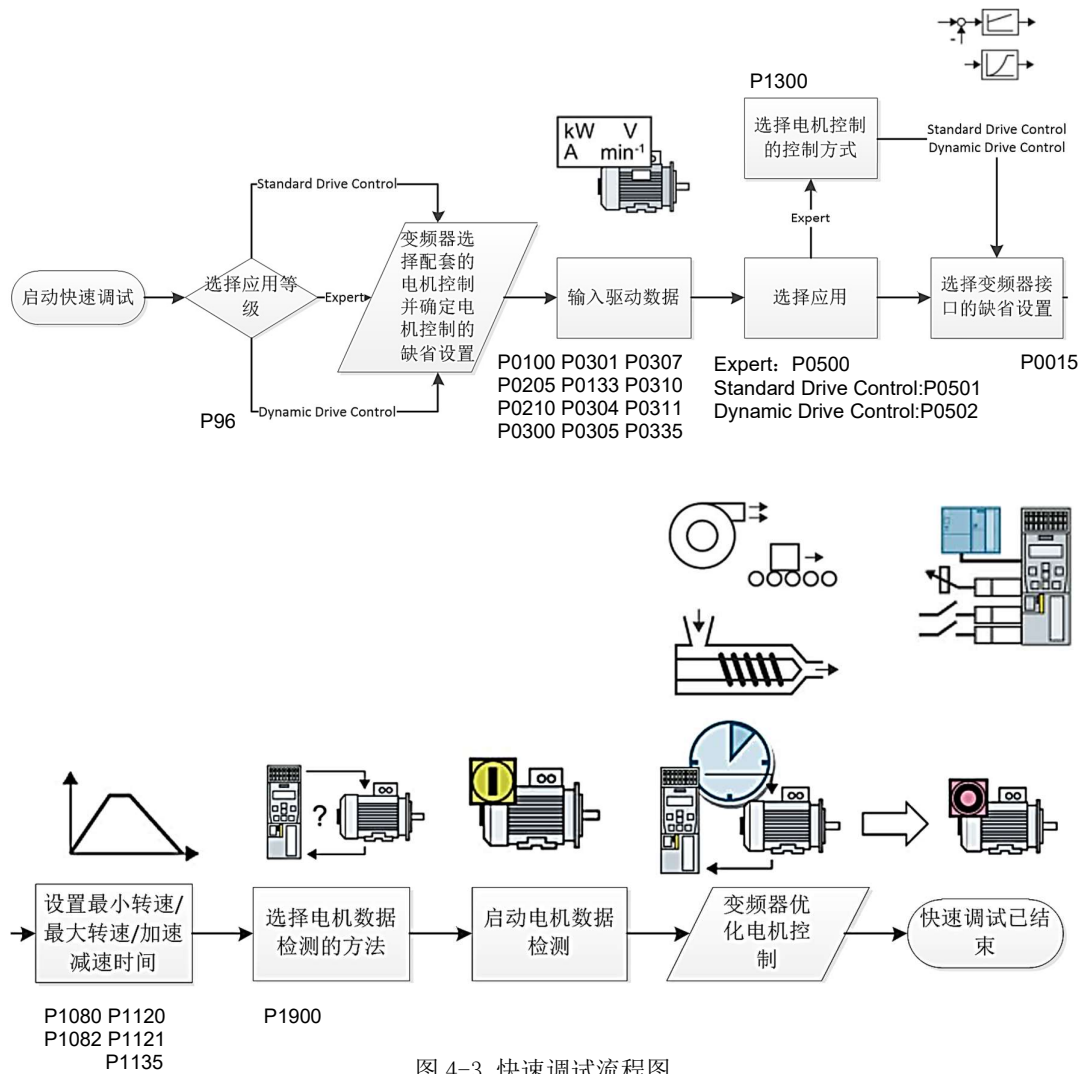 P1300
选择电机控制
的控制方式
Standard Drive Control
Dynamic Drive Control
kW V
A min⁻¹
Standard Drive Control
Expert
启动快速调试
选择应用等
级
Expert
变频器选
择配套的
电机控制
并确定电
机控制的
缺省设置
输入驱动数据
选择应用
选择变频器接
口的缺省设置
Dynamic Drive Control
P96
P0100 P0301 P0307
P0205 P0133 P0310
P0210 P0304 P0311
P0300 P0305 P0335
Expert：P0500
Standard Drive Control:P0501
Dynamic Drive Control:P0502
P0015
?
设置最小转速/
最大转速/加速
减速时间
选择电机数据
检测的方法
启动电机数据
检测
变频器优
化电机控
制
快速调试已结
束
P1080 P1120
P1082 P1121
P1135
P1900
图 4-3 快速调试流程图